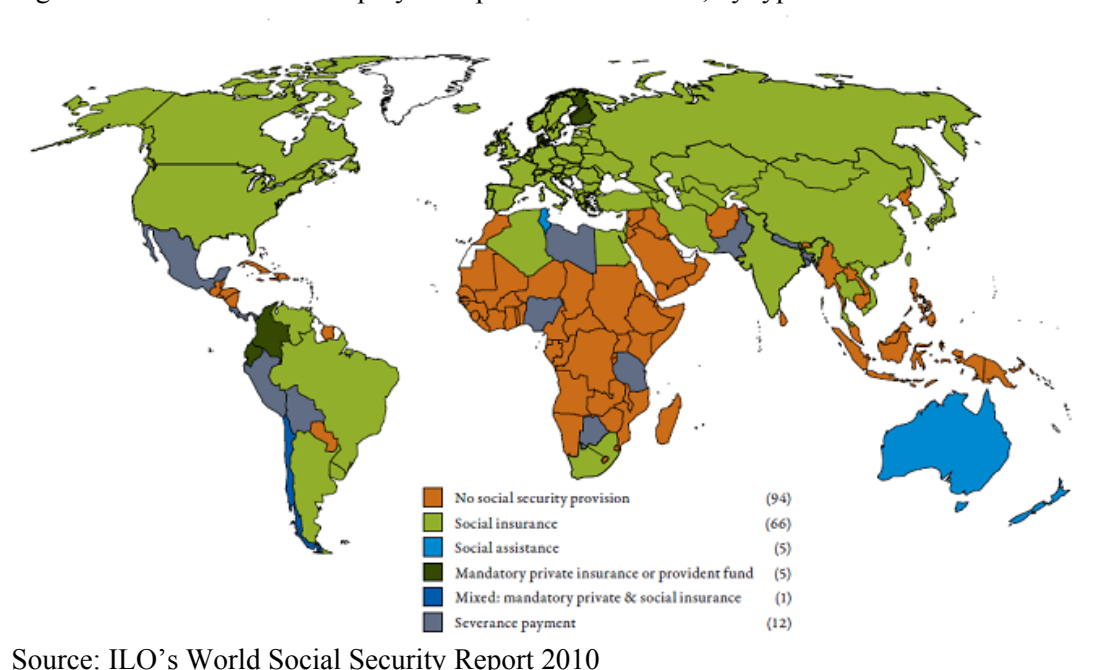 No social security provision (94)
Social insurance (66)
Social assistance (5)
Mandatory private insurance or provident fund (5)
Mixed: mandatory private & social insurance (1)
Severance payment (12)
Source: ILO's World Social Security Report 2010